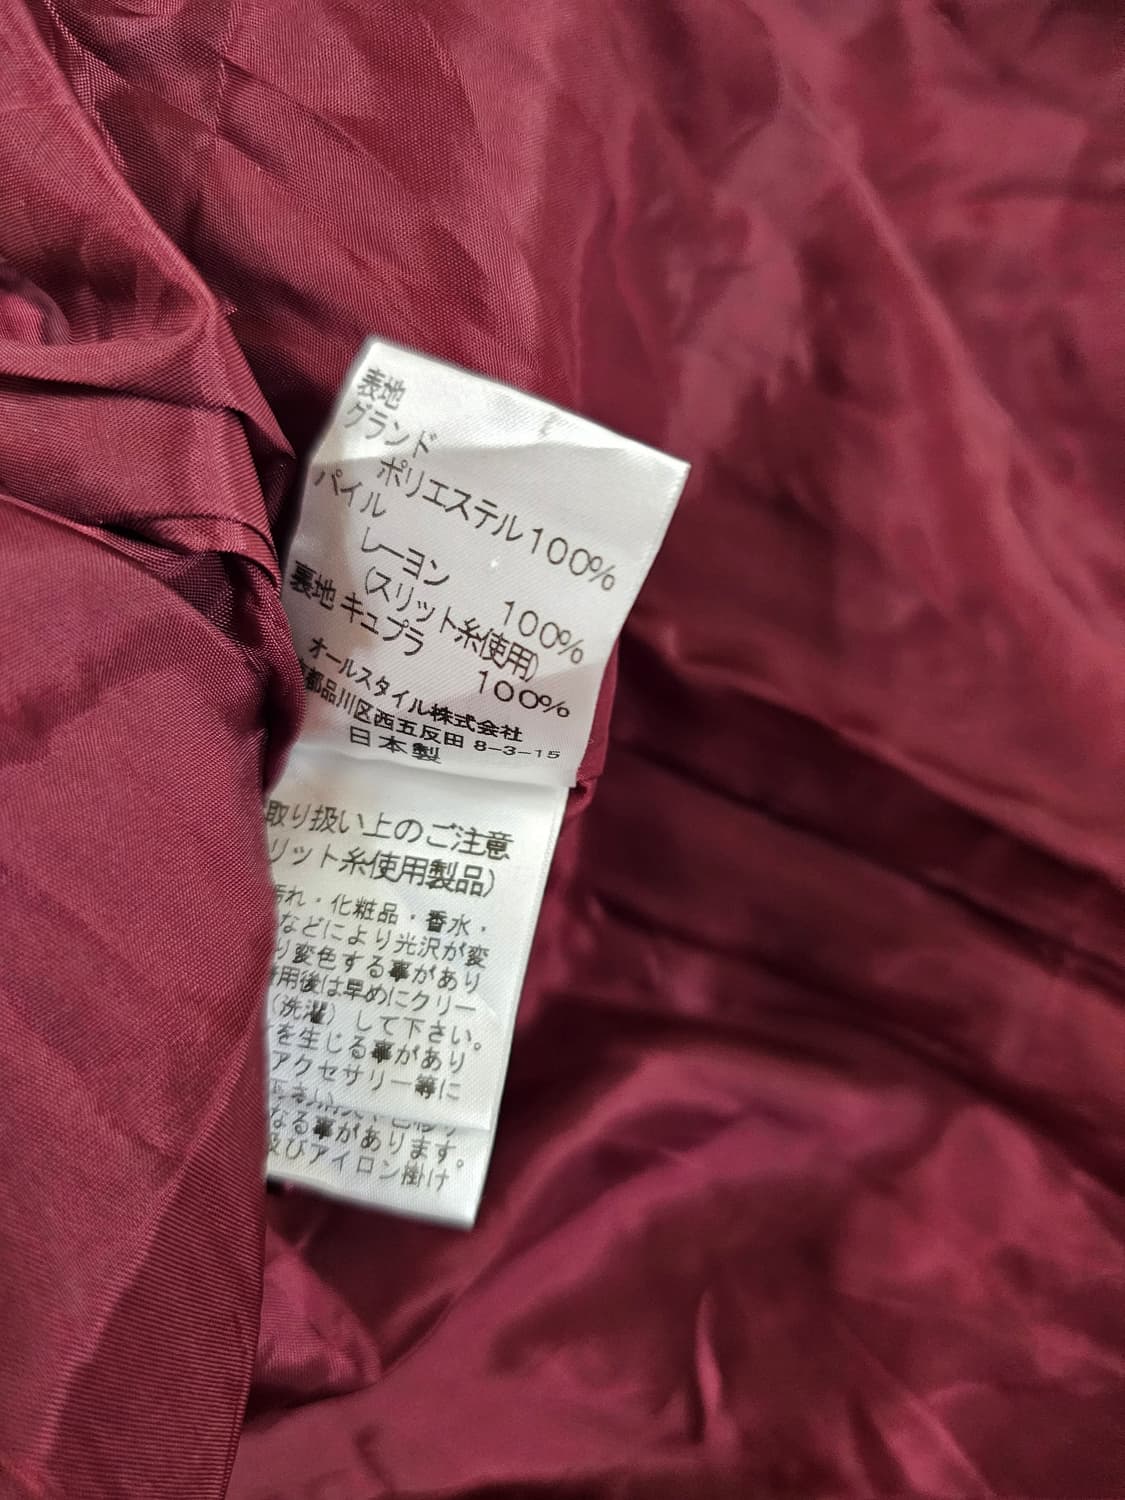 表地
グランド
ポリエステル100%
パイル
レーヨン 100%
(スリット糸使用)
裏地 キュプラ 100%
オールスタイル株式会社
都品川区西五反田 8-3-15
日本製
取り扱い上のご注意
リット糸使用製品)
汚れ・化粧品・香水・
などにより光沢が変
り変色する事があり
着用後は早めにクリー
(洗濯)して下さい。
を生じる事があり
アクセサリー等に
なる事があります。
及びアイロン掛け